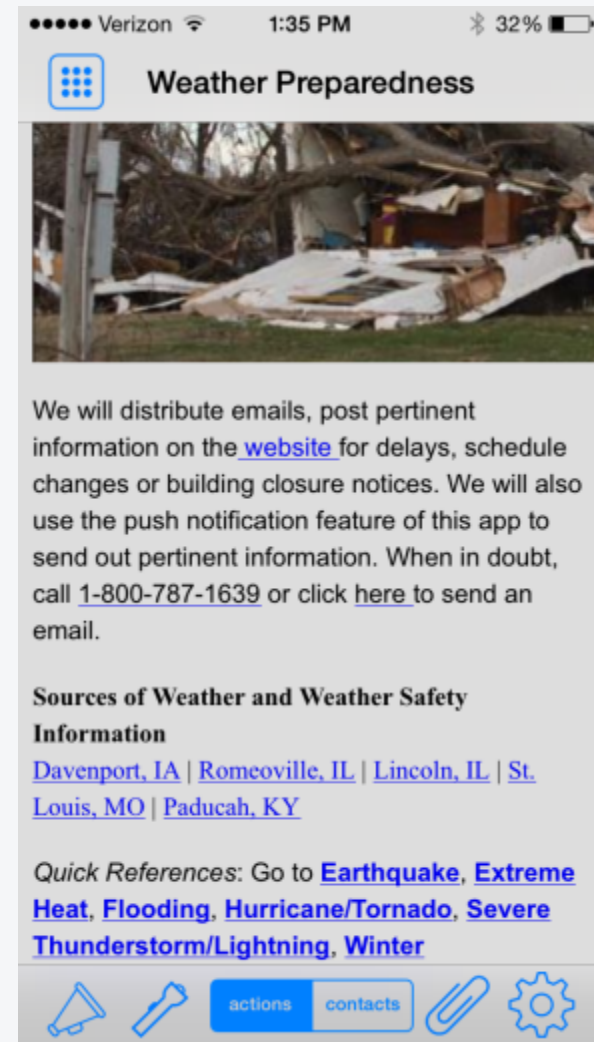 Verizon 1:35 PM 32%
Weather Preparedness
We will distribute emails, post pertinent
information on the website for delays, schedule
changes or building closure notices. We will also
use the push notification feature of this app to
send out pertinent information. When in doubt,
call 1-800-787-1639 or click here to send an
email.
Sources of Weather and Weather Safety
Information
Davenport, IA | Romeoville, IL | Lincoln, IL | St.
Louis, MO | Paducah, KY
Quick References: Go to Earthquake, Extreme
Heat, Flooding, Hurricane/Tornado, Severe
Thunderstorm/Lightning, Winter
actions contacts